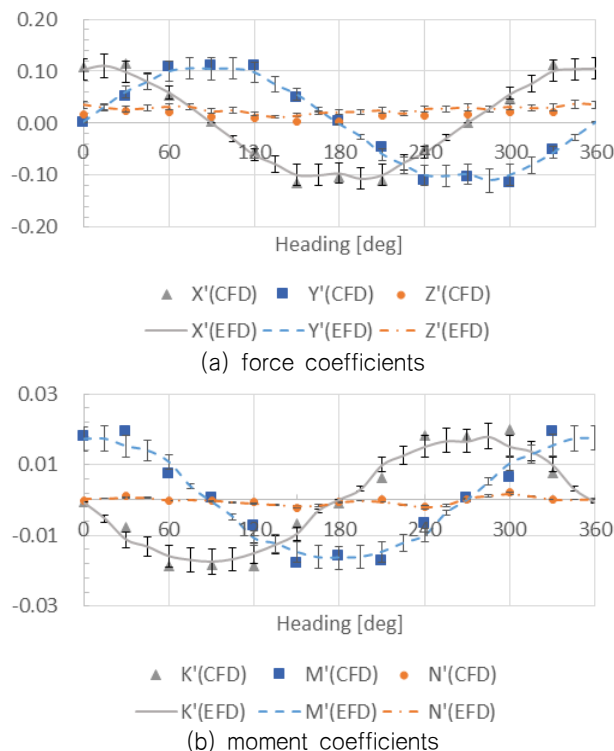 0.20
0.10
0.00
-0.10
-0.20
0 60 120 180 240 300 360
Heading [deg]
X'(CFD) Y'(CFD) Z'(CFD)
X'(EFD) Y'(EFD) Z'(EFD)
(a) force coefficients
0.03
0.01
-0.01
-0.03
0 60 120 180 240 300 360
Heading [deg]
K'(CFD) M'(CFD) N'(CFD)
K'(EFD) M'(EFD) N'(EFD)
(b) moment coefficients